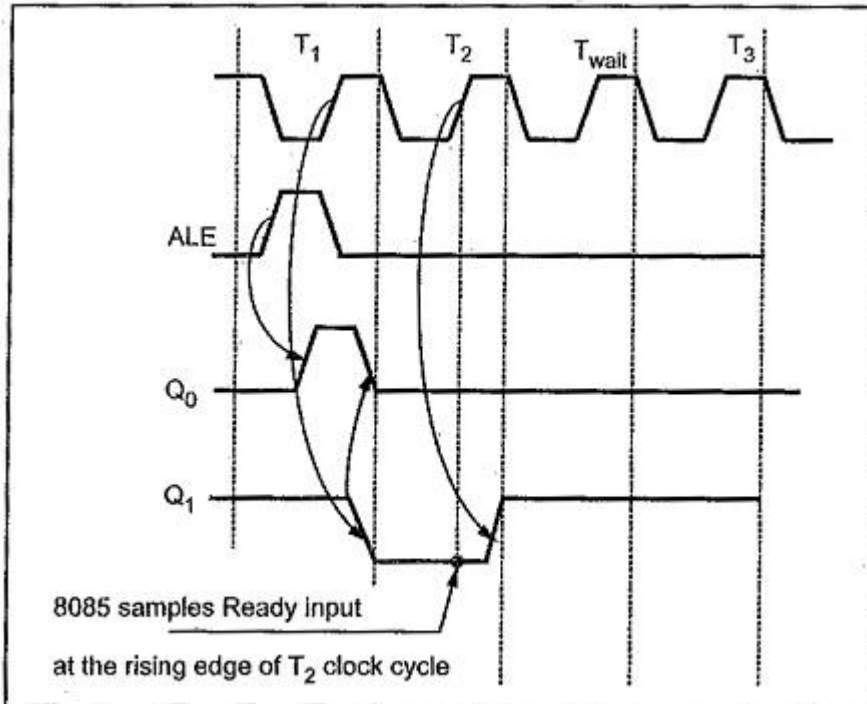 T1 T2 Twait T3
ALE
Q0
Q1
8085 samples Ready input
at the rising edge of T2 clock cycle